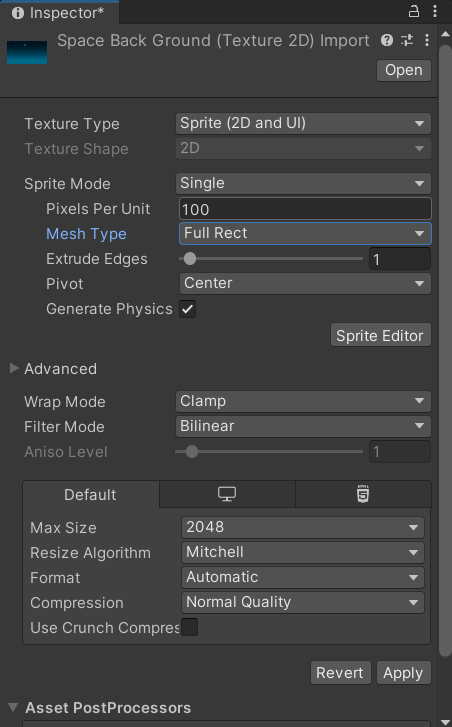 Inspector*
Space Back Ground (Texture 2D) Import
Open
Texture Type Sprite (2D and UI)
Texture Shape 2D
Sprite Mode Single
Pixels Per Unit 100
Mesh Type Full Rect
Extrude Edges 1
Pivot Center
Generate Physics
Sprite Editor
Advanced
Wrap Mode Clamp
Filter Mode Bilinear
Aniso Level 1
Default HTML 5
Max Size 2048
Resize Algorithm Mitchell
Format Automatic
Compression Normal Quality
Use Crunch Compres
Revert Apply
Asset PostProcessors